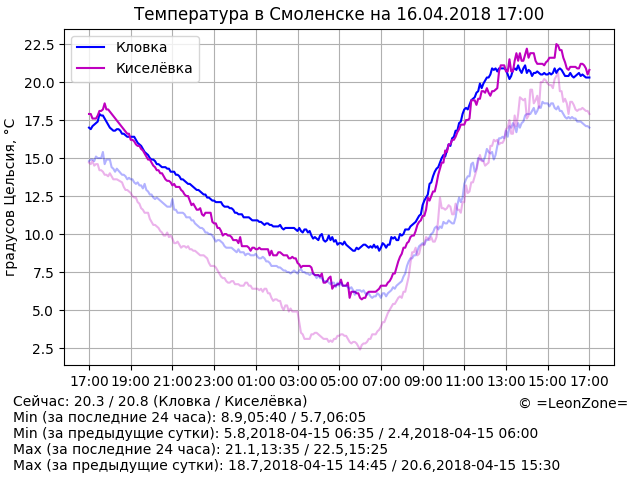 Температура в Смоленске на 16.04.2018 17:00
Кловка
Киселёвка
градусов Цельсия, °C
22.5
20.0
17.5
15.0
12.5
10.0
7.5
5.0
2.5
17:00 19:00 21:00 23:00 01:00 03:00 05:00 07:00 09:00 11:00 13:00 15:00 17:00
Сейчас: 20.3 / 20.8 (Кловка / Киселёвка)
© =LeonZone=
Min (за последние 24 часа): 8.9,05:40 / 5.7,06:05
Min (за предыдущие сутки): 5.8,2018-04-15 06:35 / 2.4,2018-04-15 06:00
Max (за последние 24 часа): 21.1,13:35 / 22.5,15:25
Max (за предыдущие сутки): 18.7,2018-04-15 14:45 / 20.6,2018-04-15 15:30